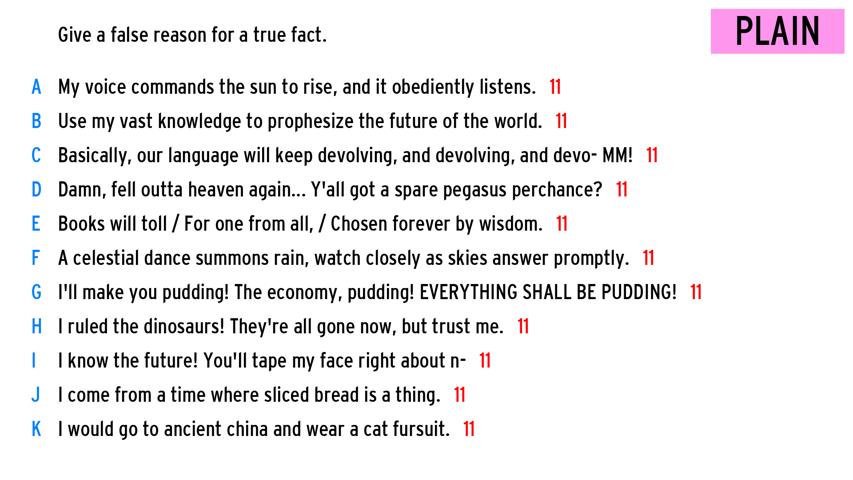 Give a false reason for a true fact.
PLAIN
A My voice commands the sun to rise, and it obediently listens. 11
B Use my vast knowledge to prophesize the future of the world. 11
C Basically, our language will keep devolving, and devolving, and devo- MM! 11
D Damn, fell outta heaven again... Y'all got a spare pegasus perchance? 11
E Books will toll / For one from all, / Chosen forever by wisdom. 11
F A celestial dance summons rain, watch closely as skies answer promptly. 11
G I'll make you pudding! The economy, pudding! EVERYTHING SHALL BE PUDDING! 11
H I ruled the dinosaurs! They're all gone now, but trust me. 11
I I know the future! You'll tape my face right about n- 11
J I come from a time where sliced bread is a thing. 11
K I would go to ancient china and wear a cat fursuit. 11